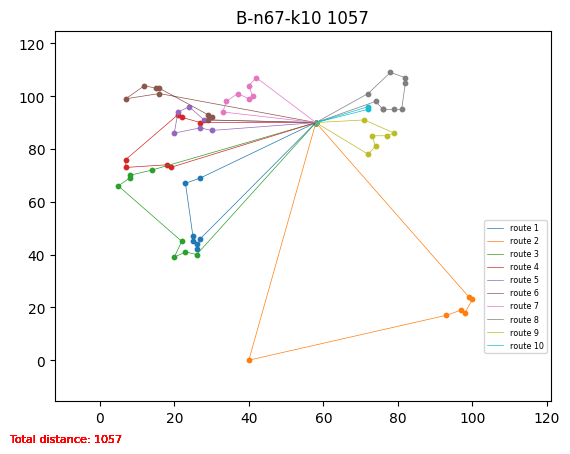 B-n67-k10 1057
120
100
80
60
40
20
0
0
20
40
60
80
100
120
route 1
route 2
route 3
route 4
route 5
route 6
route 7
route 8
route 9
route 10
Total distance: 1057